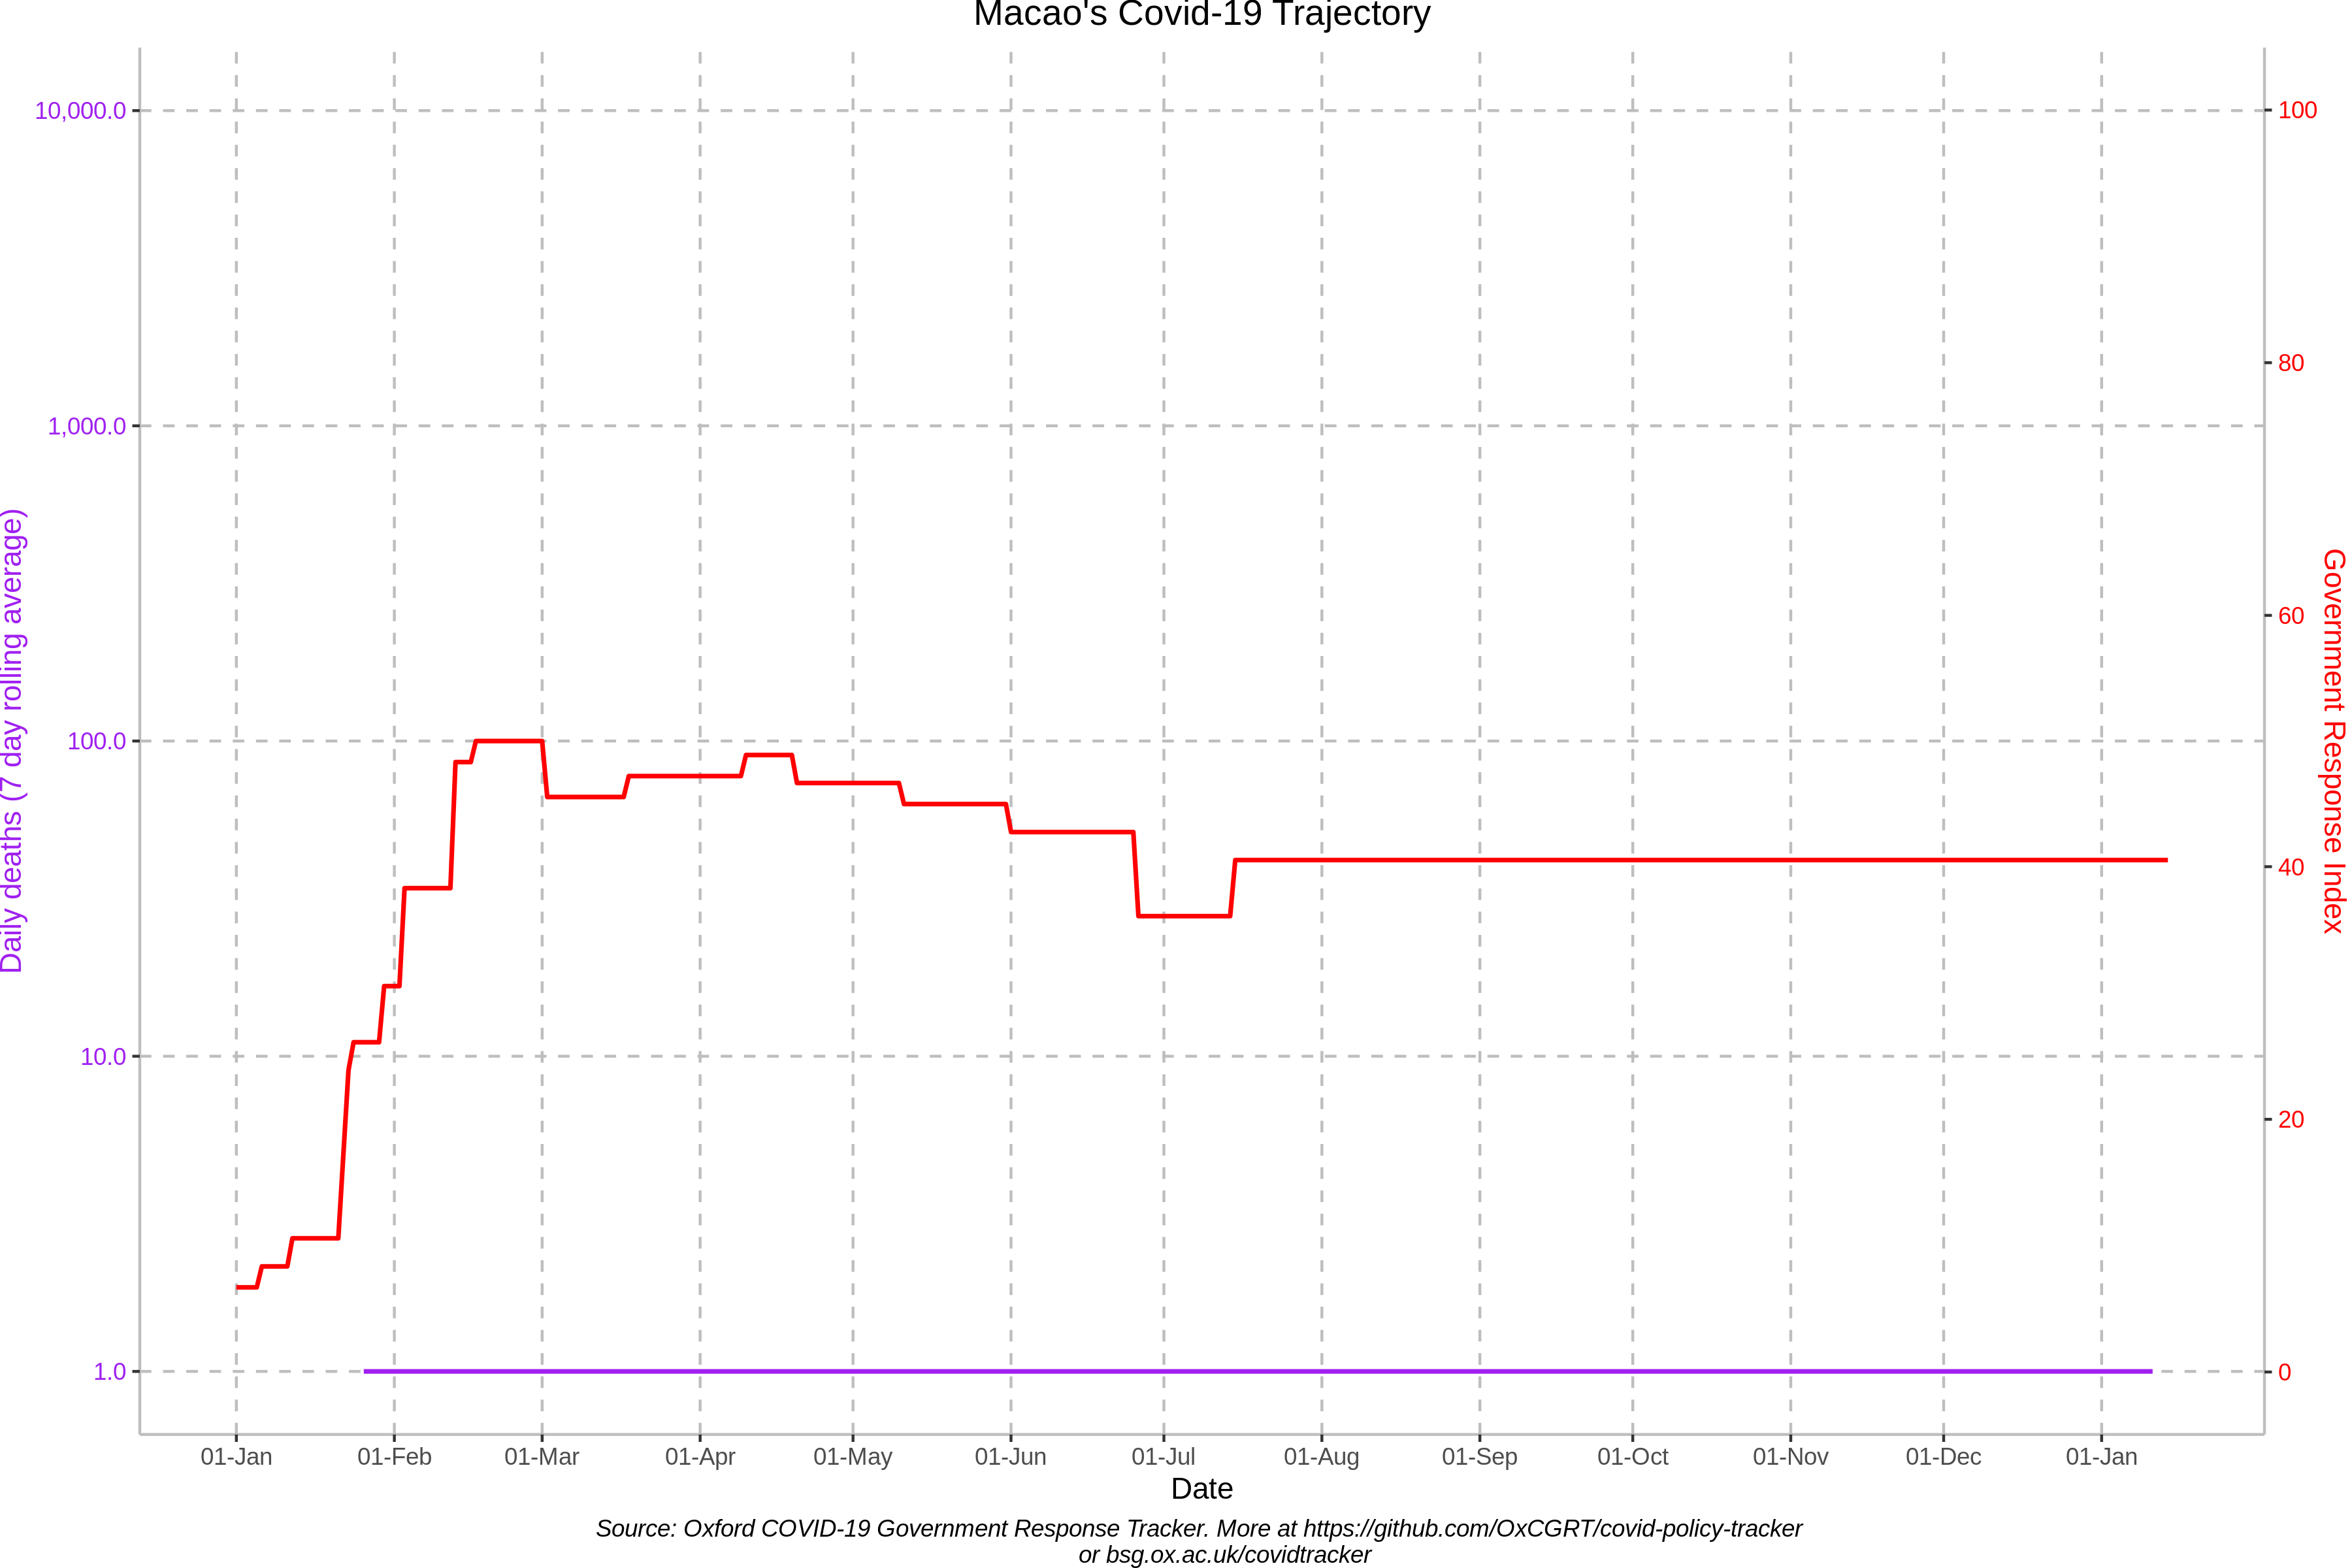 Macao's Covid-19 Trajectory
10,000.0
1,000.0
100.0
10.0
1.0
Daily deaths (7 day rolling average)
100
80
60
40
20
0
Government Response Index
01-Jan
01-Feb
01-Mar
01-Apr
01-May
01-Jun
01-Jul
01-Aug
01-Sep
01-Oct
01-Nov
01-Dec
01-Jan
Date
Source: Oxford COVID-19 Government Response Tracker. More at https://github.com/OxCGRT/covid-policy-tracker
or bsg.ox.ac.uk/covidtracker